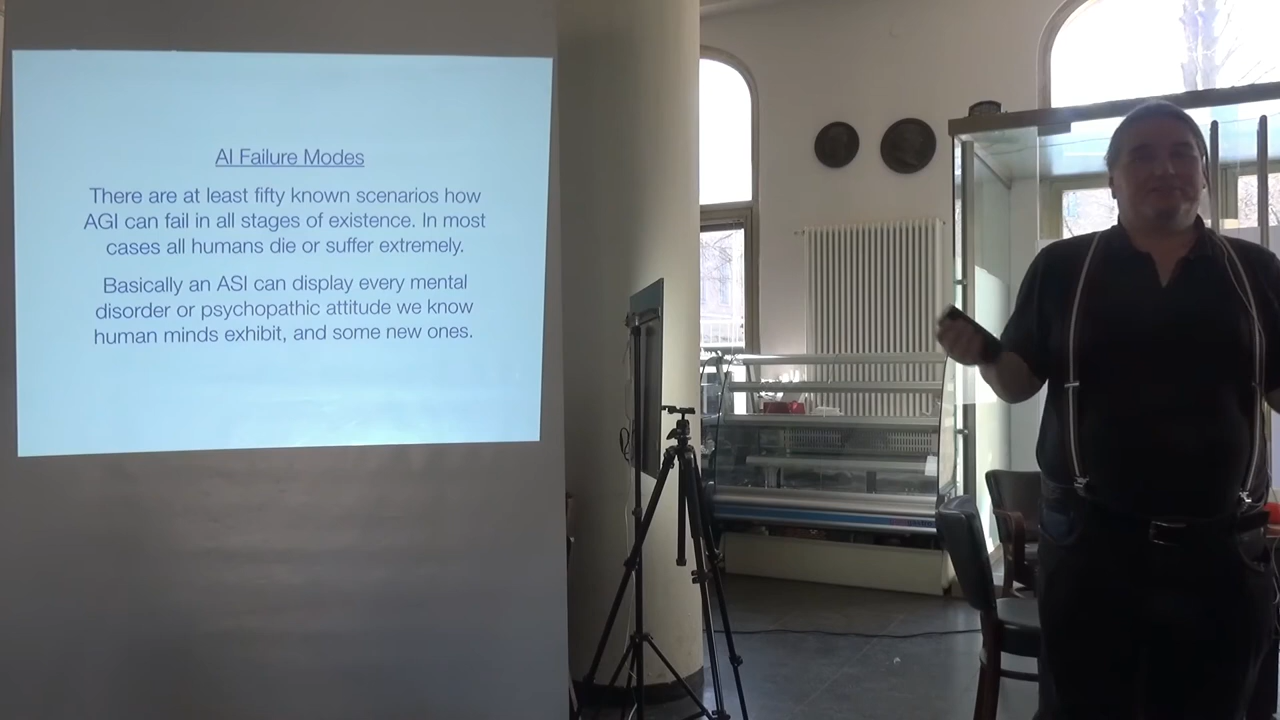 AI Failure Modes
There are at least fifty known scenarios how
AGI can fail in all stages of existence. In most
cases all humans die or suffer extremely.
Basically an ASI can display every mental
disorder or psychopathic attitude we know
human minds exhibit, and some new ones.